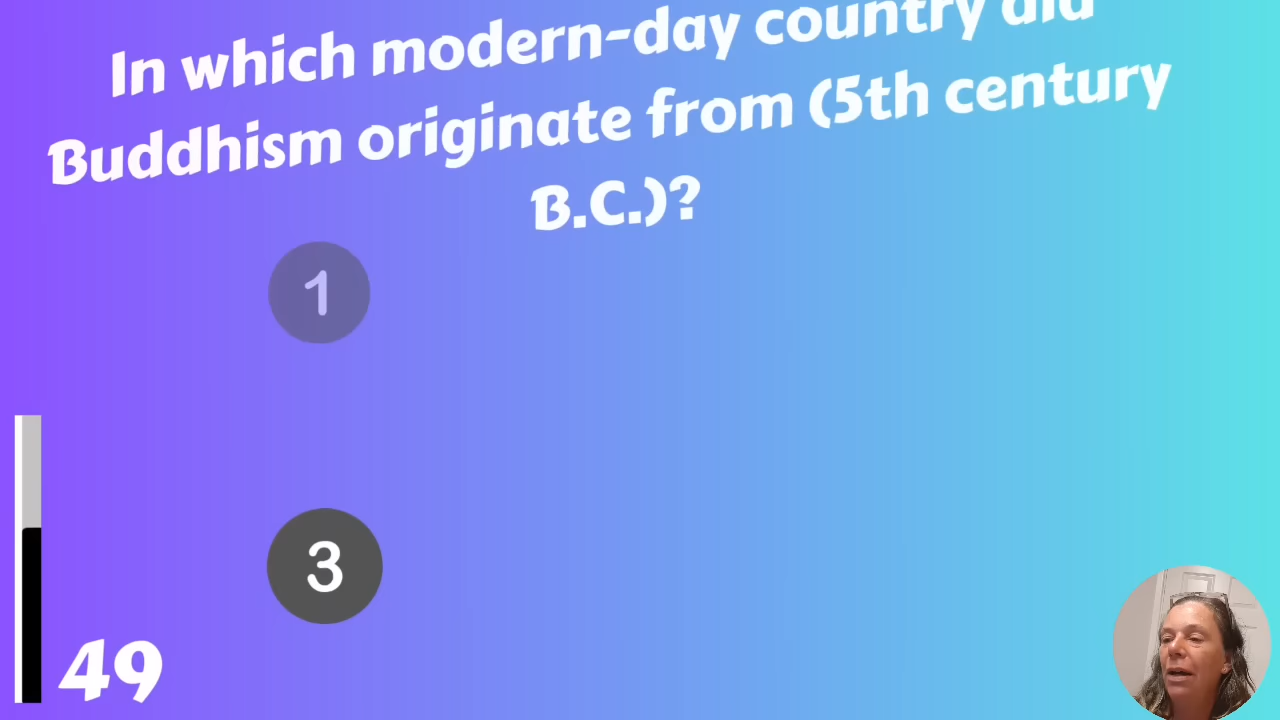 In which modern-day country did
Buddhism originate from (5th century
B.C.)?
1
3
49